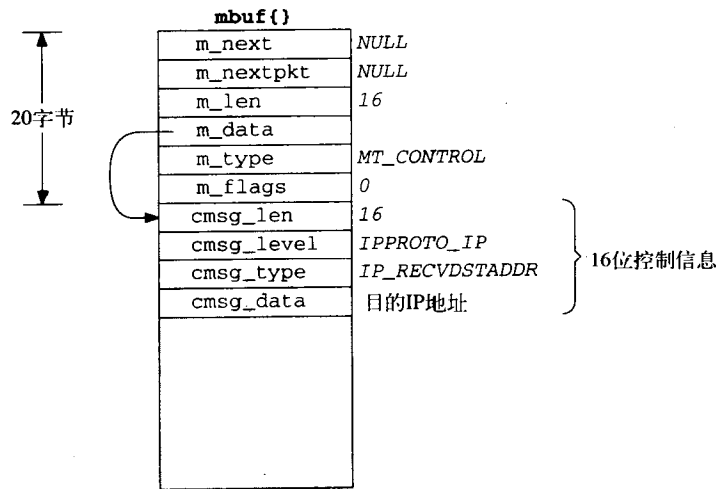 mbuf{}
m_next NULL
m_nextpkt NULL
m_len 16
20字节
m_data
m_type MT_CONTROL
m_flags 0
cmsg_len 16
cmsg_level IPPROTO_IP
16位控制信息
cmsg_type IP_RECVDSTADDR
cmsg_data 目的IP地址